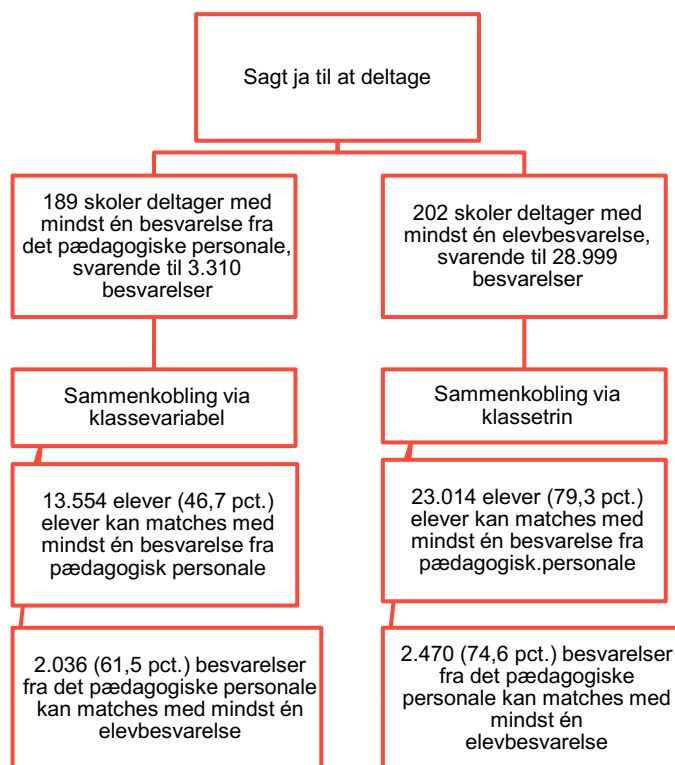 Sagt ja til at deltage
189 skoler deltager med
mindst én besvarelse fra
det pædagogiske personale,
svarende til 3.310
besvarelser
202 skoler deltager med
mindst én elevbesvarelse,
svarende til 28.999
besvarelser
Sammenkobling via
klassevariabel
Sammenkobling via
klassetrin
13.554 elever (46,7 pct.)
elever kan matches med
mindst én besvarelse fra
pædagogisk personale
23.014 elever (79,3 pct.)
elever kan matches med
mindst én besvarelse fra
pædagogisk.personale
2.036 (61,5 pct.) besvarelser
fra det pædagogiske personale
kan matches med mindst én
elevbesvarelse
2.470 (74,6 pct.) besvarelser
fra det pædagogiske
personale kan matches med
mindst én
elevbesvarelse